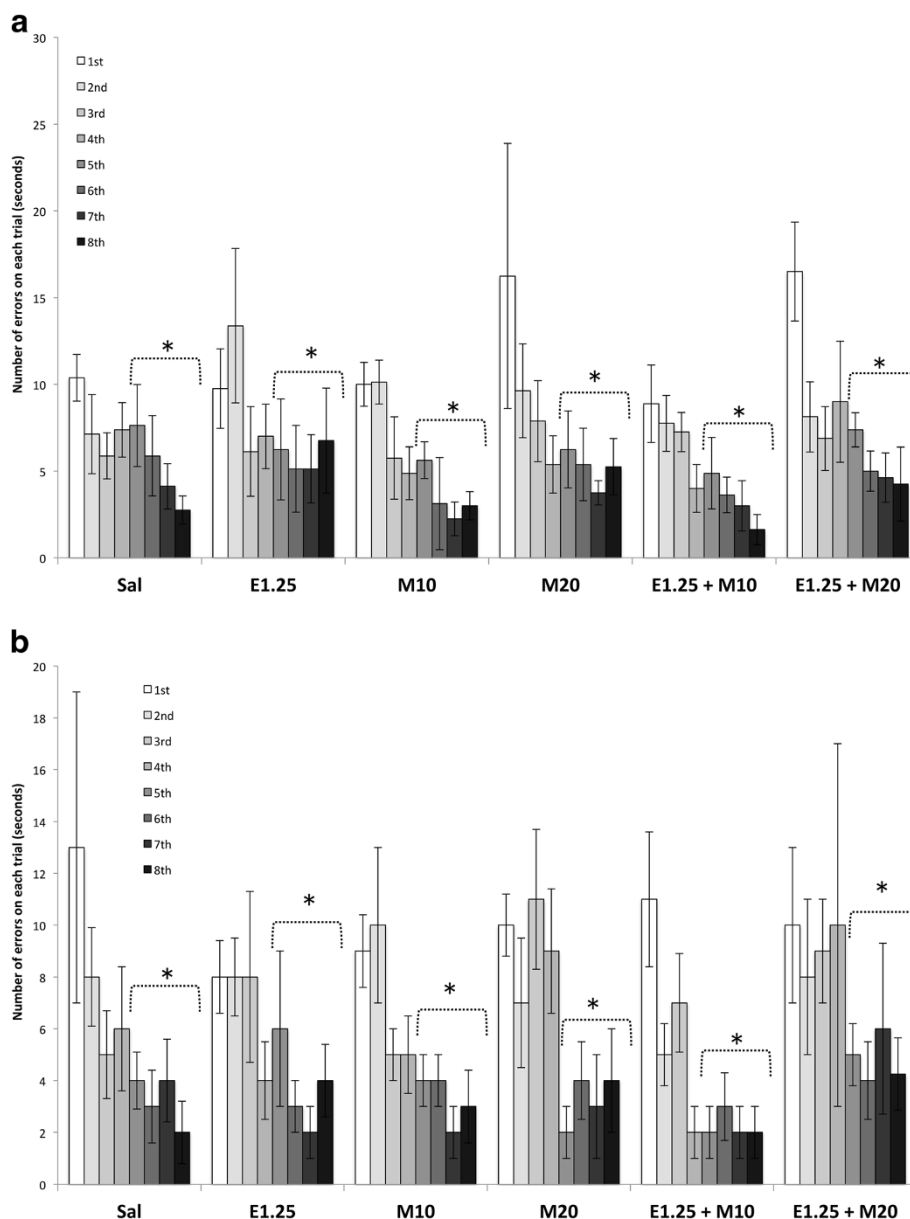 a
Number of errors on each trial (seconds)
30
25
20
15
10
5
0
1st
2nd
3rd
4th
5th
6th
7th
8th
*
*
*
*
*
*
Sal
E1.25
M10
M20
E1.25 + M10
E1.25 + M20
b
Number of errors on each trial (seconds)
20
18
16
14
12
10
8
6
4
2
0
1st
2nd
3rd
4th
5th
6th
7th
8th
*
*
*
*
*
*
Sal
E1.25
M10
M20
E1.25 + M10
E1.25 + M20